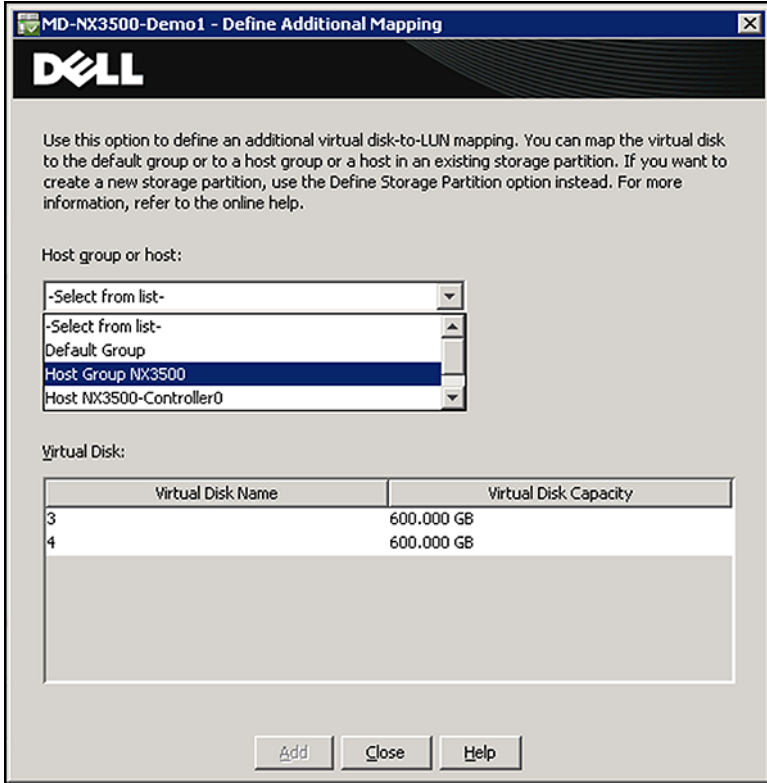 MD-NX3500-Demo1 - Define Additional Mapping
DELL
Use this option to define an additional virtual disk-to-LUN mapping. You can map the virtual disk
to the default group or to a host group or a host in an existing storage partition. If you want to
create a new storage partition, use the Define Storage Partition option instead. For more
information, refer to the online help.
Host group or host:
-Select from list-
-Select from list-
Default Group
Host Group NX3500
Host NX3500-Controller0
Virtual Disk:
Virtual Disk Name Virtual Disk Capacity
3 600.000 GB
4 600.000 GB
Add Close Help